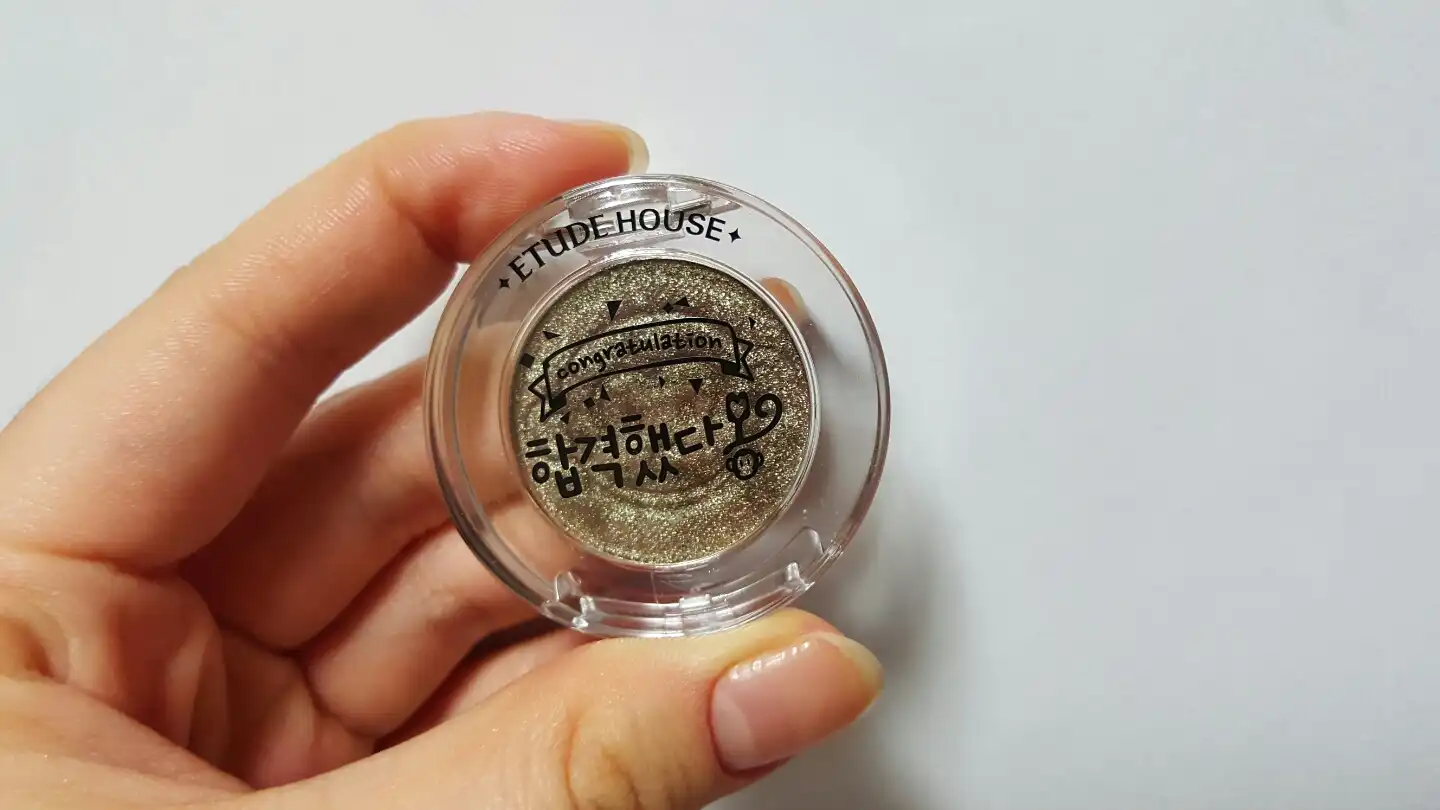 ETUDE HOUSE
congratulation
합격했다